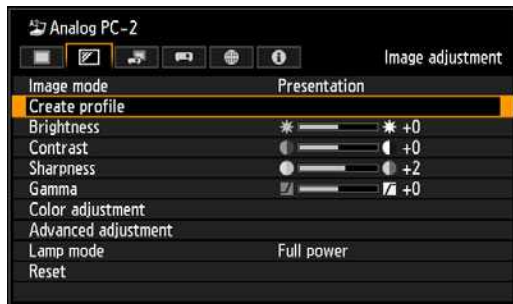 Analog PC-2
Image adjustment
Image mode Presentation
Create profile
Brightness +0
Contrast +0
Sharpness +2
Gamma +0
Color adjustment
Advanced adjustment
Lamp mode Full power
Reset